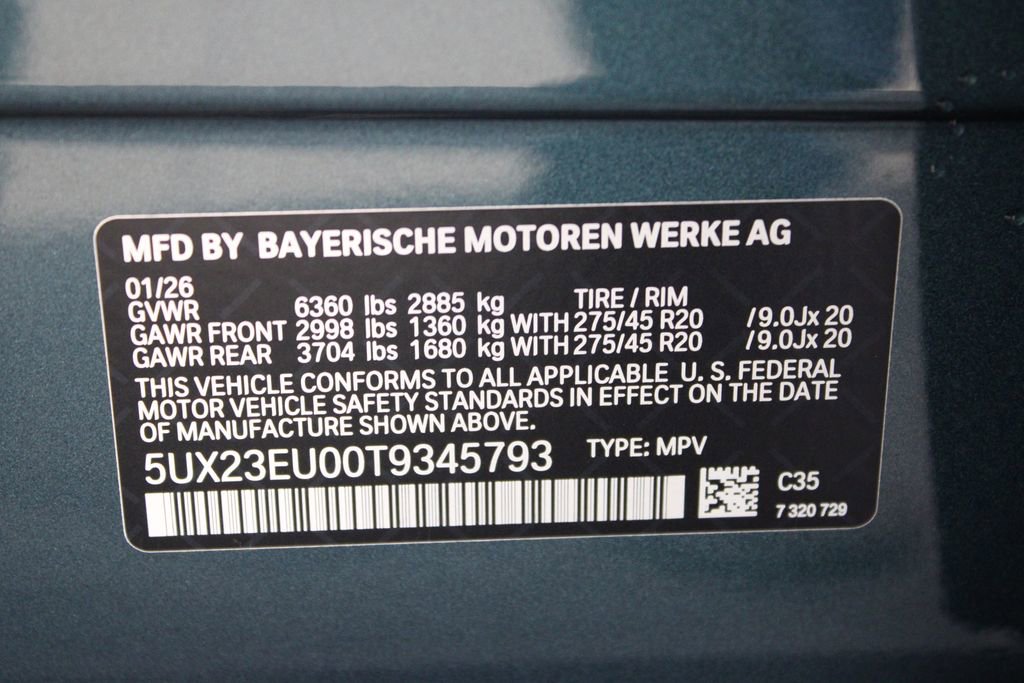 MFD BY BAYERISCHE MOTOREN WERKE AG
01/26
GVWR 6360 lbs 2885 kg TIRE / RIM
GAWR FRONT 2998 lbs 1360 kg WITH 275/45 R20 /9.0Jx 20
GAWR REAR 3704 lbs 1680 kg WITH 275/45 R20 /9.0Jx 20
THIS VEHICLE CONFORMS TO ALL APPLICABLE U. S. FEDERAL
MOTOR VEHICLE SAFETY STANDARDS IN EFFECT ON THE DATE
OF MANUFACTURE SHOWN ABOVE.
5UX23EU00T9345793 TYPE: MPV
C35
7 320 729